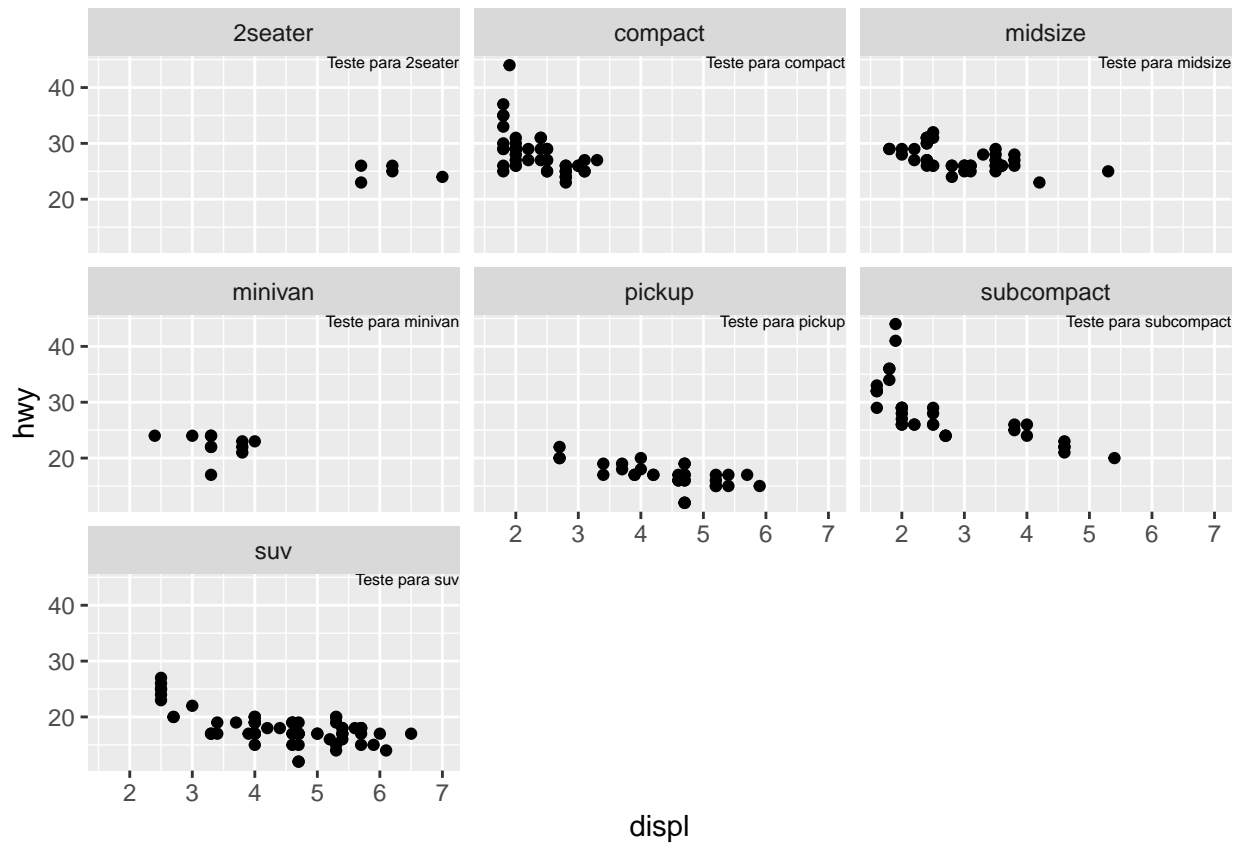 2seater compact midsize
Teste para 2seater Teste para compact Teste para midsize
40
30
20
minivan pickup subcompact
Teste para minivan Teste para pickup Teste para subcompact
40
30
20
2 3 4 5 6 7 2 3 4 5 6 7
suv
Teste para suv
40
30
20
2 3 4 5 6 7
hwy
displ